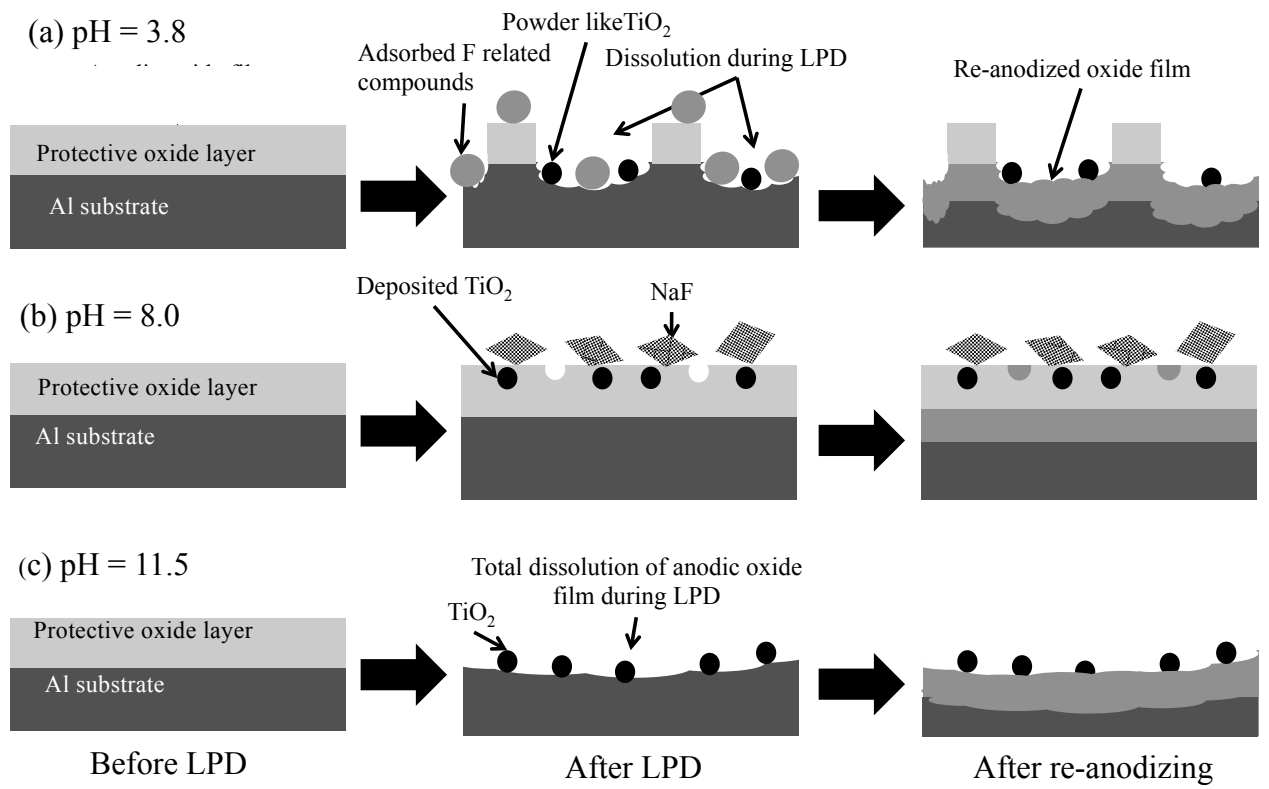 (a) pH = 3.8
Powder likeTiO₂
Adsorbed F related
compounds
Dissolution during LPD
Re-anodized oxide film
Protective oxide layer
Al substrate
(b) pH = 8.0
Deposited TiO₂
NaF
Protective oxide layer
Al substrate
(c) pH = 11.5
Total dissolution of anodic oxide
film during LPD
TiO₂
Protective oxide layer
Al substrate
Before LPD
After LPD
After re-anodizing